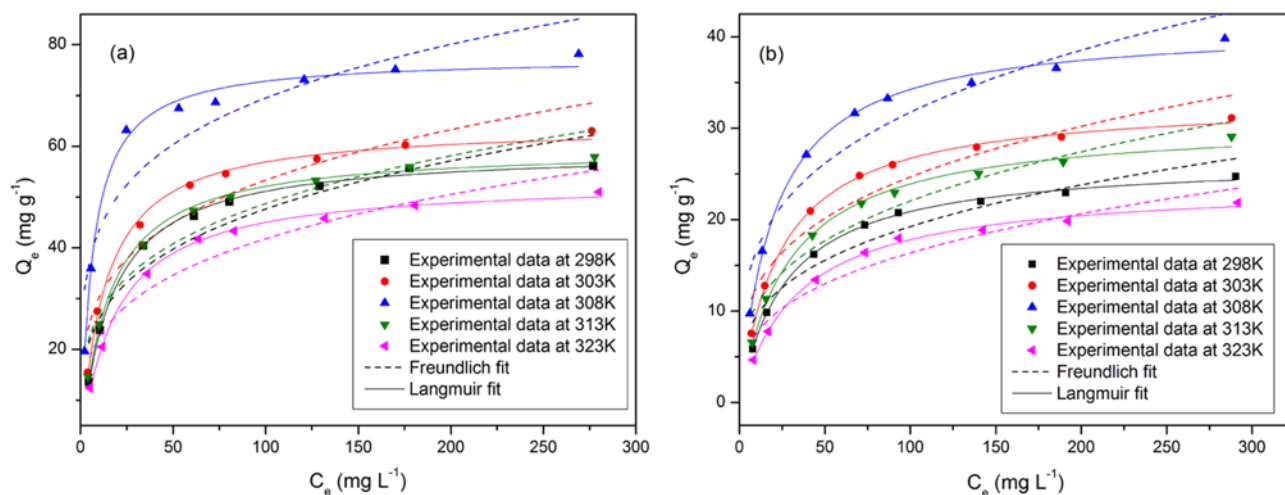 (a)
80
60
40
20
Qe (mg g-1)
Experimental data at 298K
Experimental data at 303K
Experimental data at 308K
Experimental data at 313K
Experimental data at 323K
Freundlich fit
Langmuir fit
0 50 100 150 200 250 300
Ce (mg L-1)
(b)
40
30
20
10
0
Qe (mg g-1)
Experimental data at 298K
Experimental data at 303K
Experimental data at 308K
Experimental data at 313K
Experimental data at 323K
Freundlich fit
Langmuir fit
0 50 100 150 200 250 300
Ce (mg L-1)